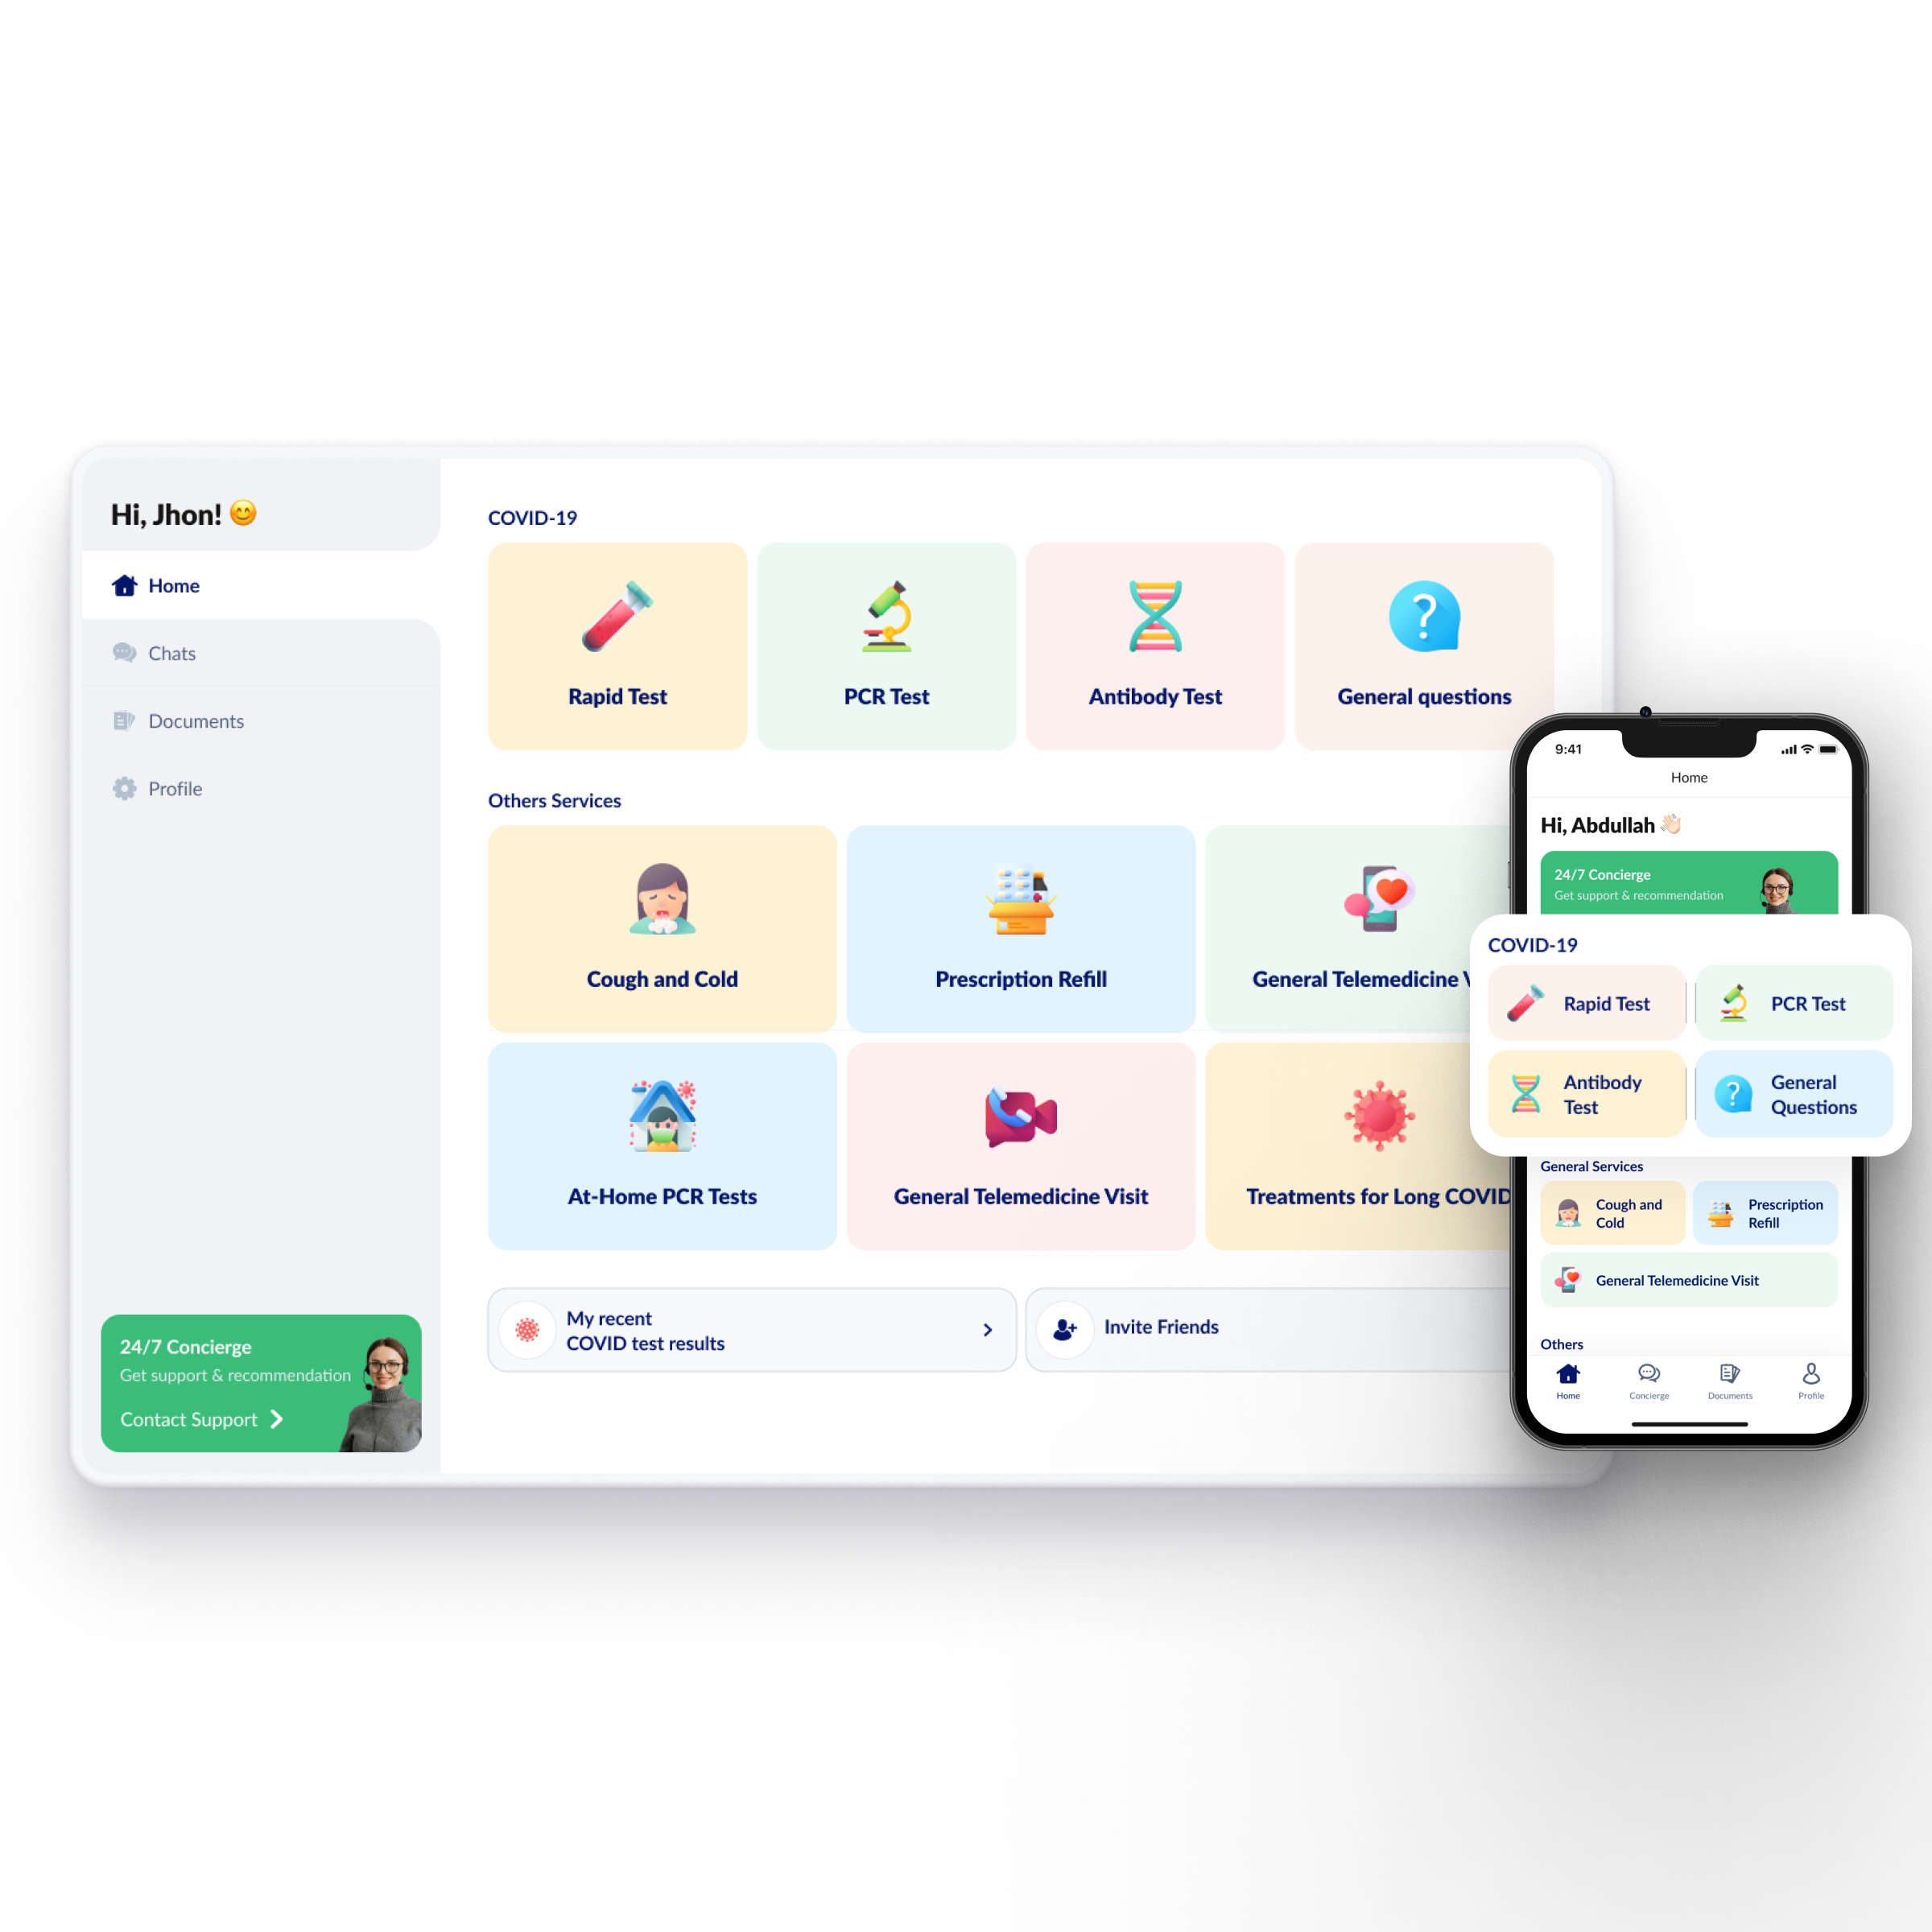 Hi, Jhon! 😊
Home
Chats
Documents
Profile
24/7 Concierge
Get support & recommendation
Contact Support
COVID-19
Rapid Test
PCR Test
Antibody Test
General questions
Others Services
Cough and Cold
Prescription Refill
General Telemedicine
At-Home PCR Tests
General Telemedicine Visit
Treatments for Long COVID
My recent
COVID test results
Invite Friends
9:41
Home
Hi, Abdullah 👋🏻
24/7 Concierge
Get support & recommendation
COVID-19
Rapid Test
PCR Test
Antibody
Test
General
Questions
General Services
Cough and
Cold
Prescription
Refill
General Telemedicine Visit
Others
Home
Concierge
Documents
Profile